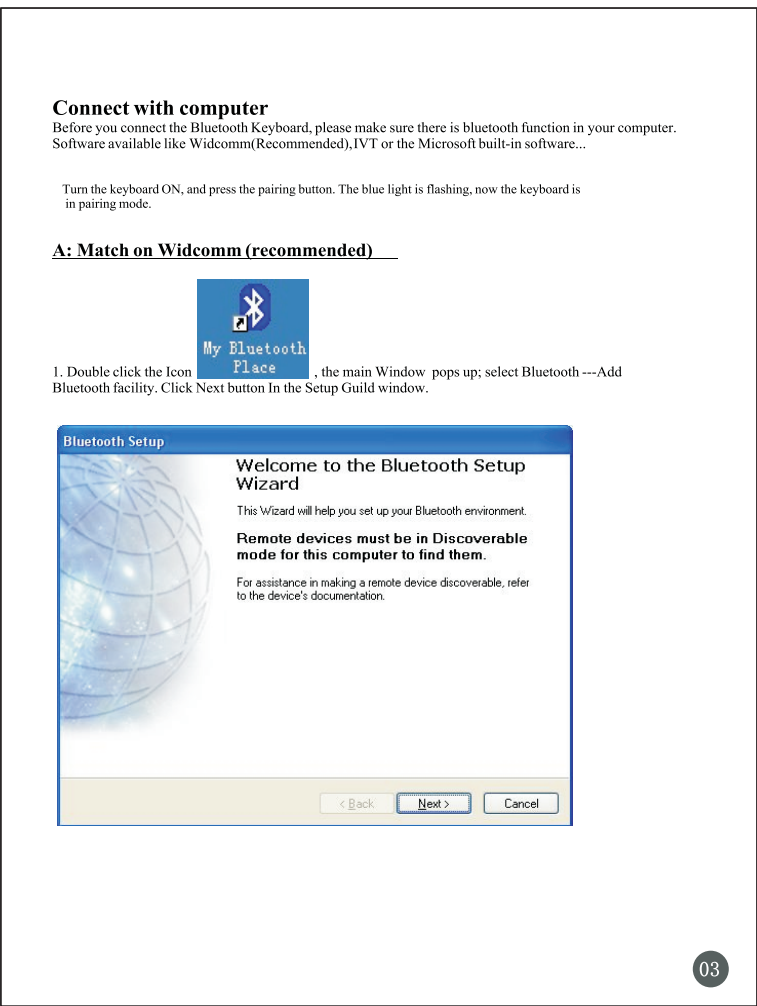 Connect with computer
Before you connect the Bluetooth Keyboard, please make sure there is bluetooth function in your computer.
Software available like Widcomm(Recommended),IVT or the Microsoft built-in software...
Turn the keyboard ON, and press the pairing button. The blue light is flashing, now the keyboard is
in pairing mode.
A: Match on Widcomm (recommended)
My Bluetooth
Place
1. Double click the Icon , the main Window pops up; select Bluetooth ---Add
Bluetooth facility. Click Next button In the Setup Guild window.
Bluetooth Setup
Welcome to the Bluetooth Setup
Wizard
This Wizard will help you set up your Bluetooth environment.
Remote devices must be in Discoverable
mode for this computer to find them.
For assistance in making a remote device discoverable, refer
to the device's documentation.
< Back Next > Cancel
03